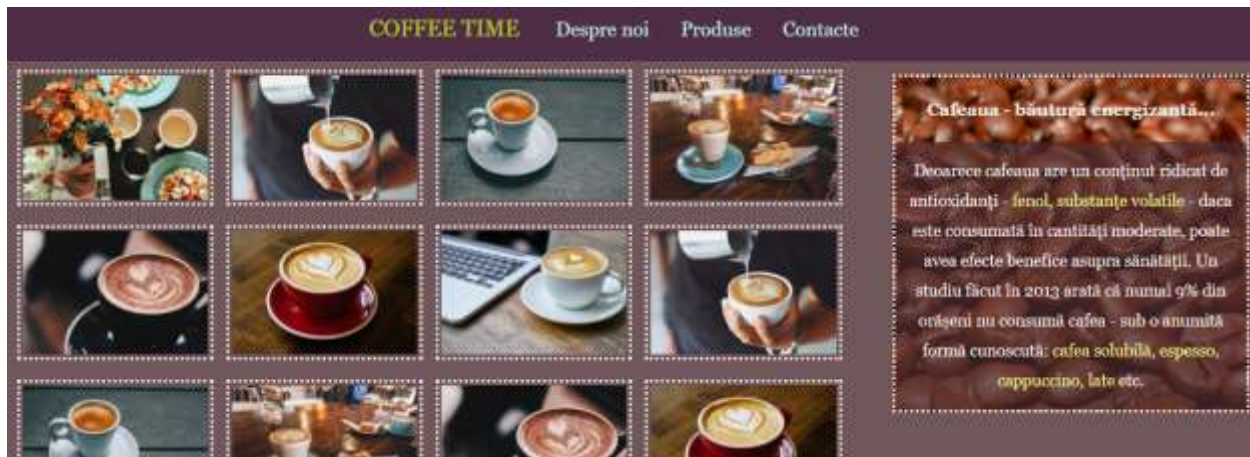 COFFEE TIME Despre noi Produse Contacte
Cafeaua - băutură energizantă...
Deoarece cafeaua are un conținut ridicat de
antioxidanți - fenol, substanțe volatile - daca
este consumată în cantități moderate, poate
avea efecte benefice asupra sănătății. Un
studiu făcut în 2013 arată că numai 9% din
orășeni nu consumă cafea - sub o anumită
formă cunoscută: cafea solubilă, espesso,
cappuccino, late etc.